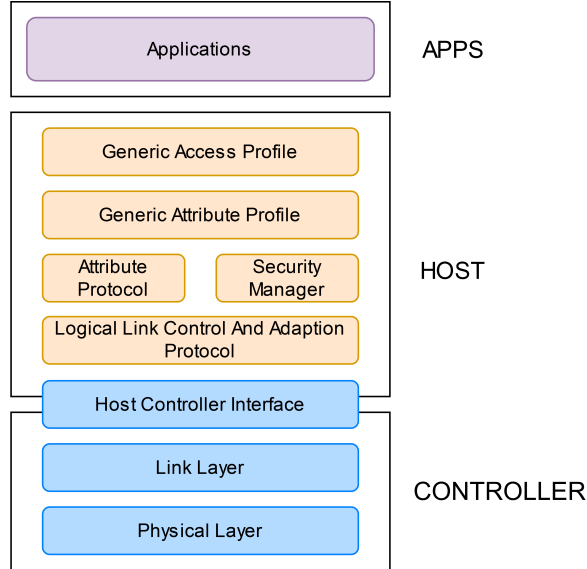 Applications
APPS
Generic Access Profile
Generic Attribute Profile
Attribute
Protocol
Security
Manager
HOST
Logical Link Control And Adaption
Protocol
Host Controller Interface
Link Layer
CONTROLLER
Physical Layer